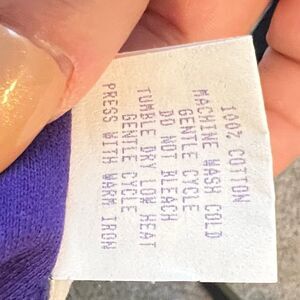 100% COTTON
MACHINE WASH COLD
GENTLE CYCLE
DO NOT BLEACH
TUMBLE DRY LOW HEAT
GENTLE CYCLE
PRESS WITH WARM IRON